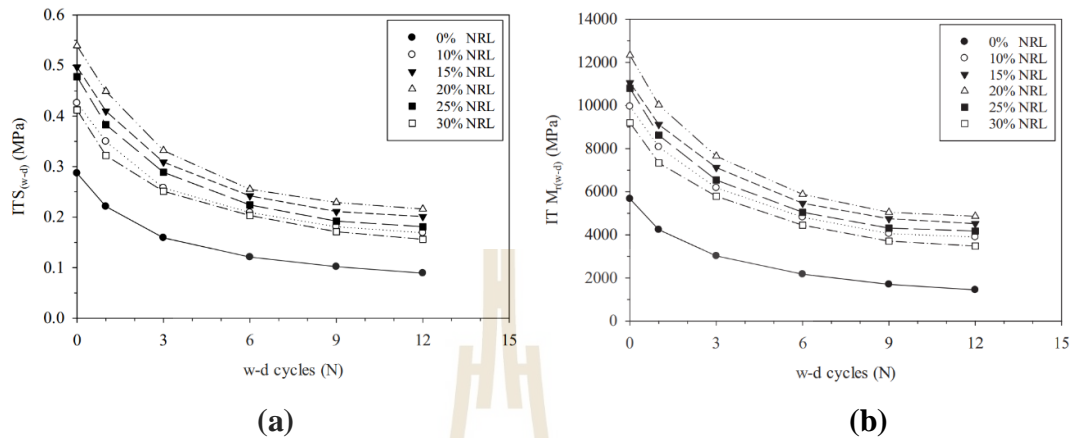 0.6
0.5
0.4
0.3
0.2
0.1
0.0
ITS(w-d) (MPa)
0% NRL
10% NRL
15% NRL
20% NRL
25% NRL
30% NRL
0 3 6 9 12 15
w-d cycles (N)
(a)
14000
12000
10000
8000
6000
4000
2000
0
IT Mr(w-d) (MPa)
0% NRL
10% NRL
15% NRL
20% NRL
25% NRL
30% NRL
0 3 6 9 12 15
w-d cycles (N)
(b)